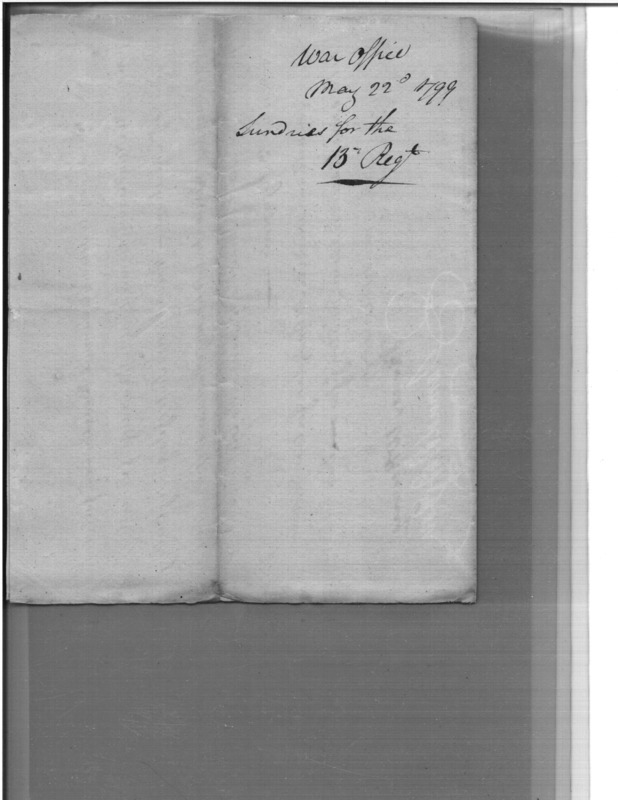 War Office
May 22d 1799
Sundries for the
13th Regt